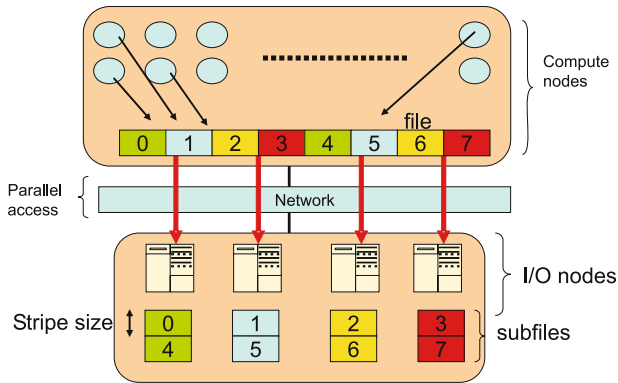 Compute
nodes
file
0 1 2 3 4 5 6 7
Parallel
access
Network
I/O nodes
Stripe size
0 1 2 3
4 5 6 7
subfiles